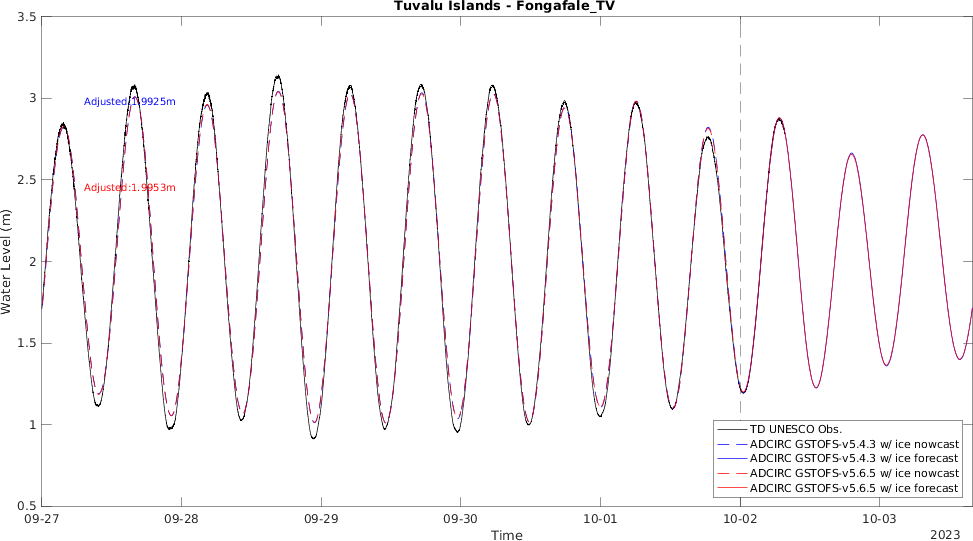 Tuvalu Islands - Fongafale_TV
3.5
3
2.5
2
1.5
1
0.5
Water Level (m)
Adjusted:1.9925m
Adjusted:1.9953m
TD UNESCO Obs.
ADCIRC GSTOFS-v5.4.3 w/ ice nowcast
ADCIRC GSTOFS-v5.4.3 w/ ice forecast
ADCIRC GSTOFS-v5.6.5 w/ ice nowcast
ADCIRC GSTOFS-v5.6.5 w/ ice forecast
09-27 09-28 09-29 09-30 10-01 10-02 10-03
Time
2023